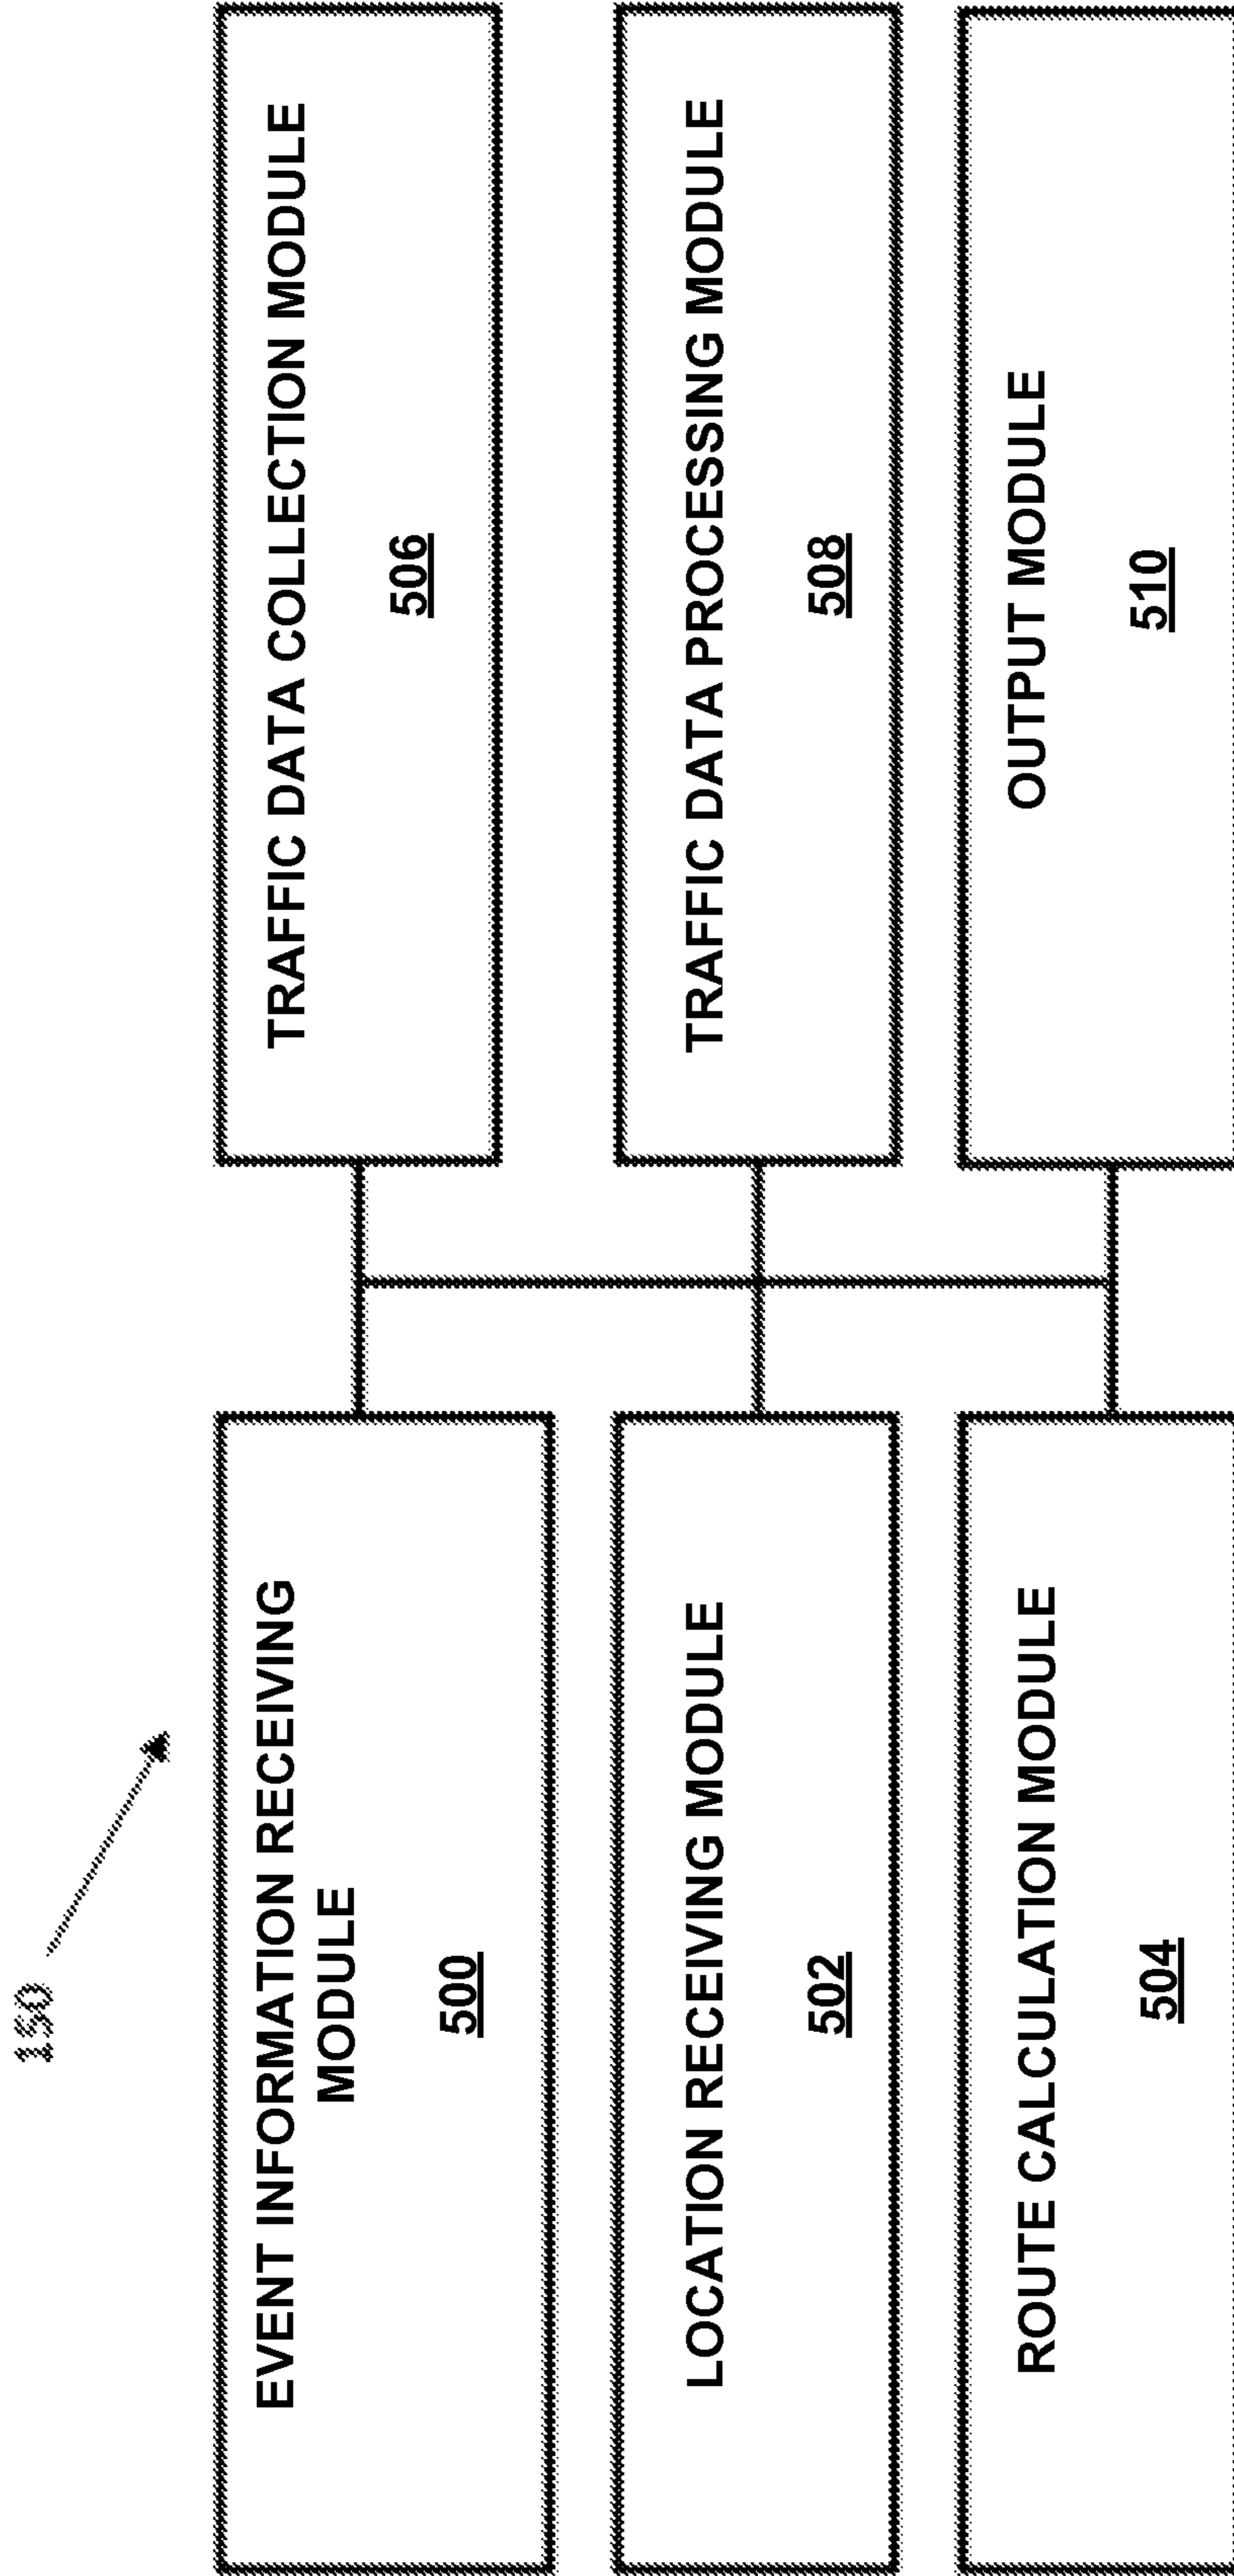 150
EVENT INFORMATION RECEIVING
MODULE
500
TRAFFIC DATA COLLECTION MODULE
506
LOCATION RECEIVING MODULE
502
TRAFFIC DATA PROCESSING MODULE
508
ROUTE CALCULATION MODULE
504
OUTPUT MODULE
510